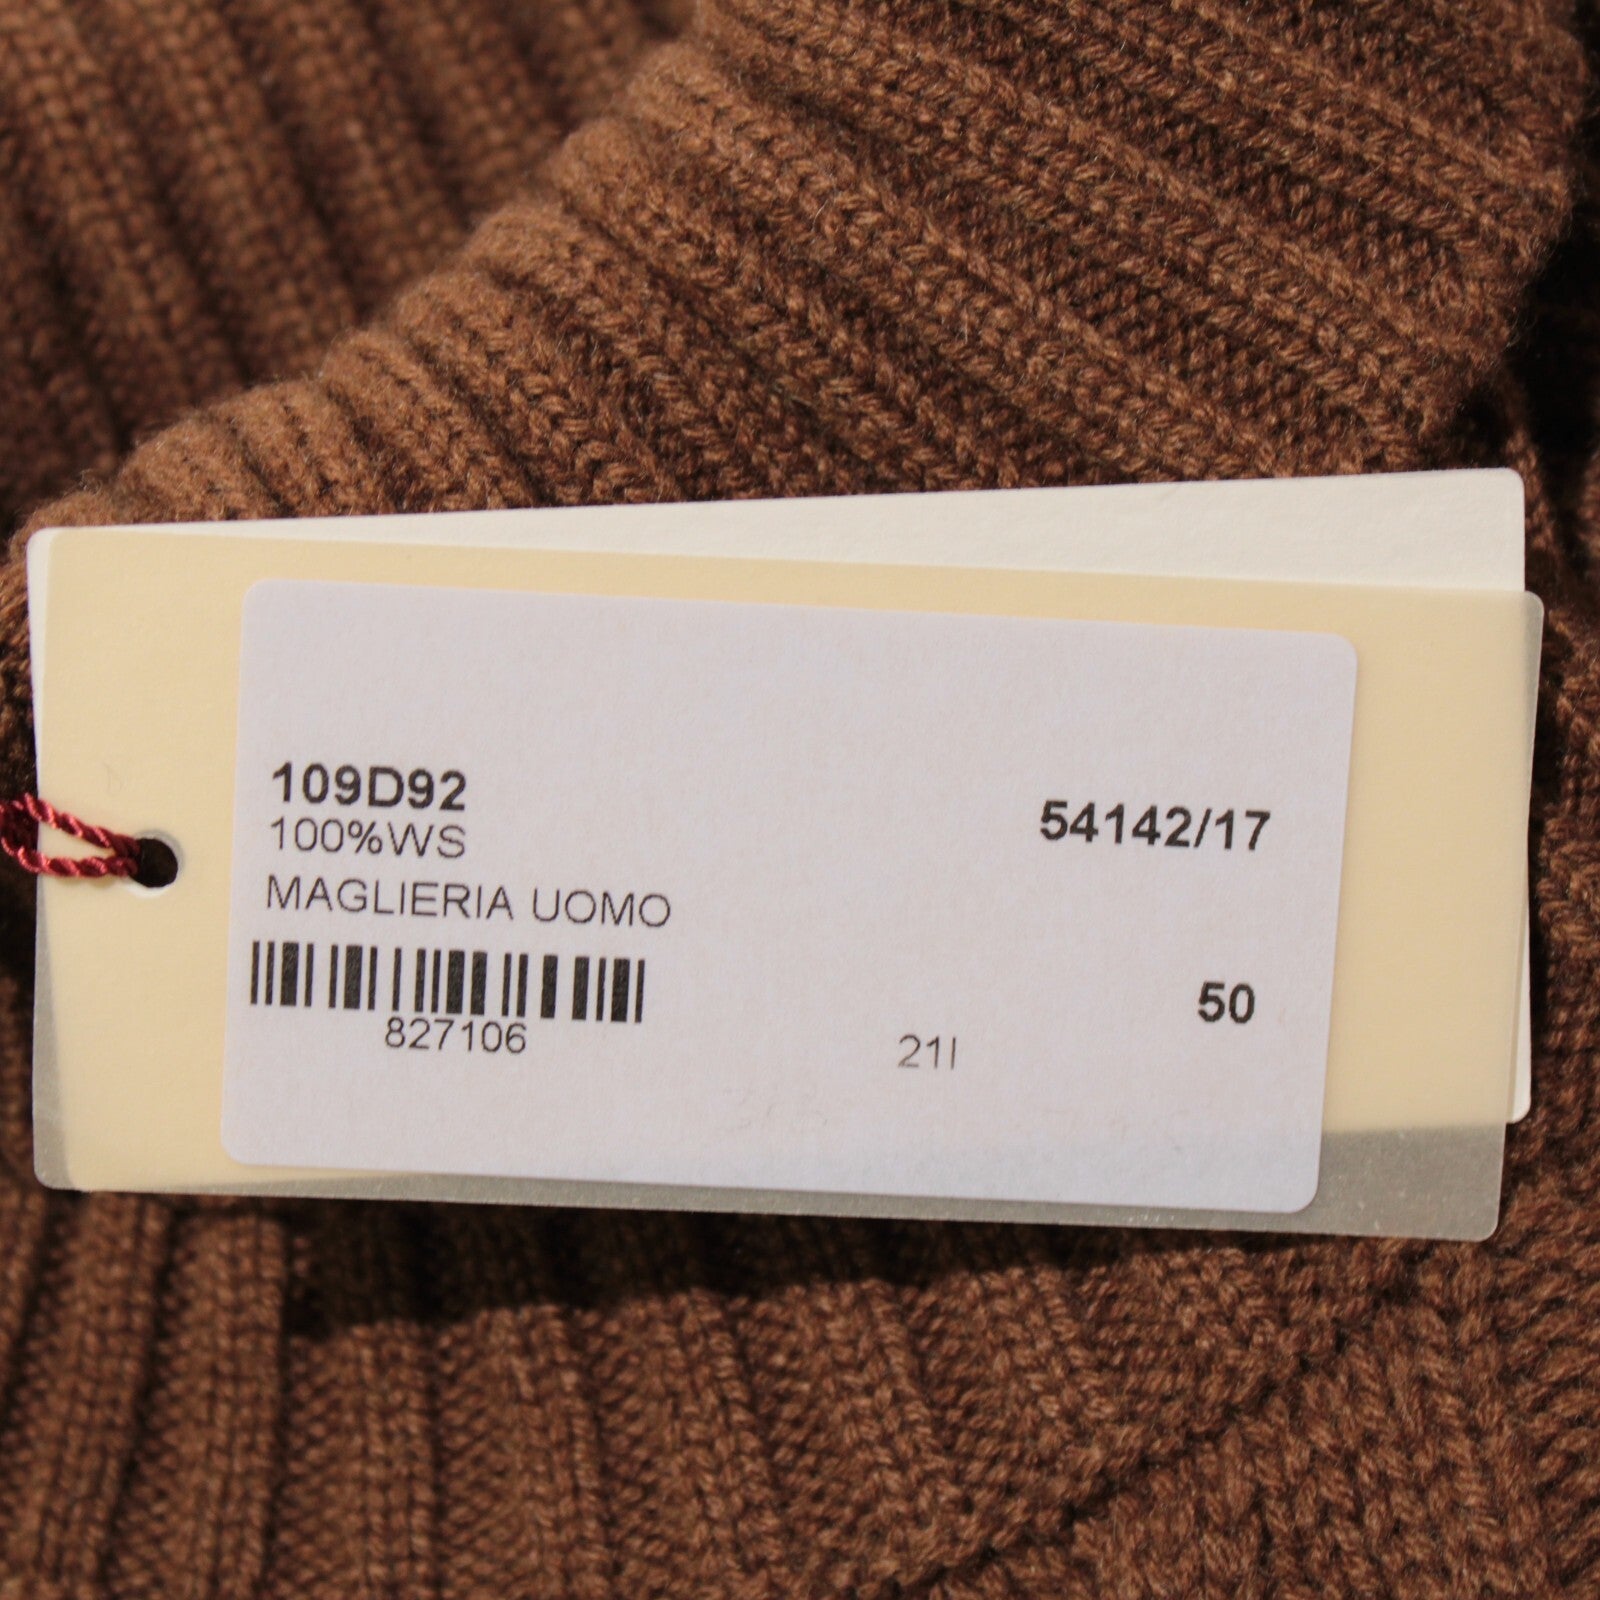 109D92
100%WS
54142/17
MAGLIERIA UOMO
827106
21I
50